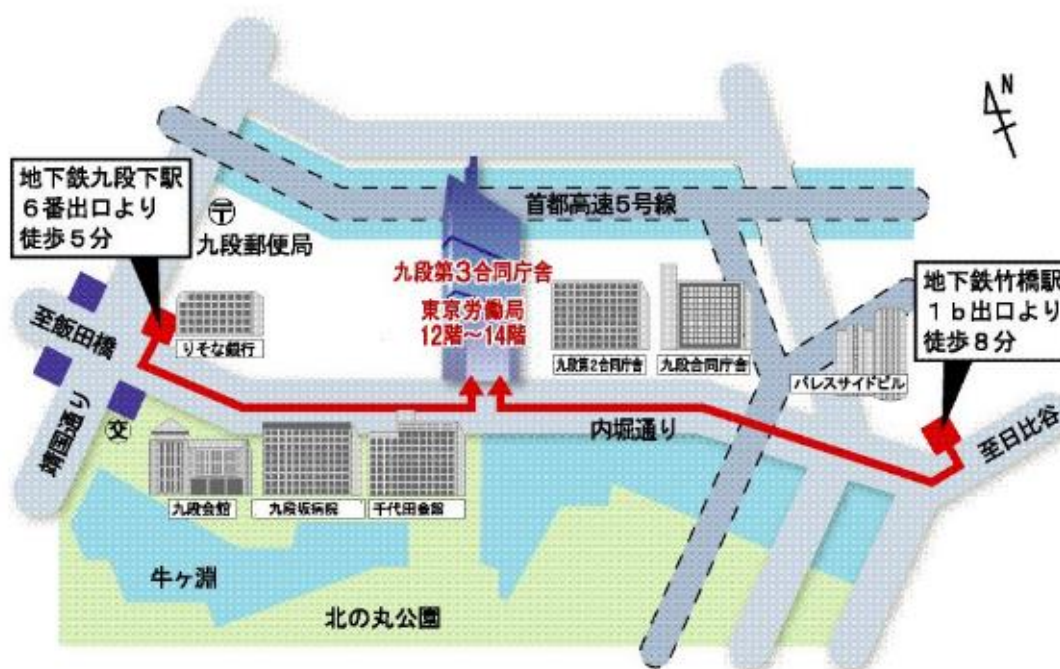 N
地下鉄九段下駅
6番出口より
徒歩5分
〒
九段郵便局
首都高速5号線
九段第3合同庁舎
東京労働局
12階～14階
地下鉄竹橋駅
1b出口より
徒歩8分
至飯田橋
りそな銀行
九段第2合同庁舎
九段合同庁舎
パレスサイドビル
靖国通り
交
内堀通り
至日比谷
九段会館
九段坂病院
千代田会館
牛ヶ淵
北の丸公園